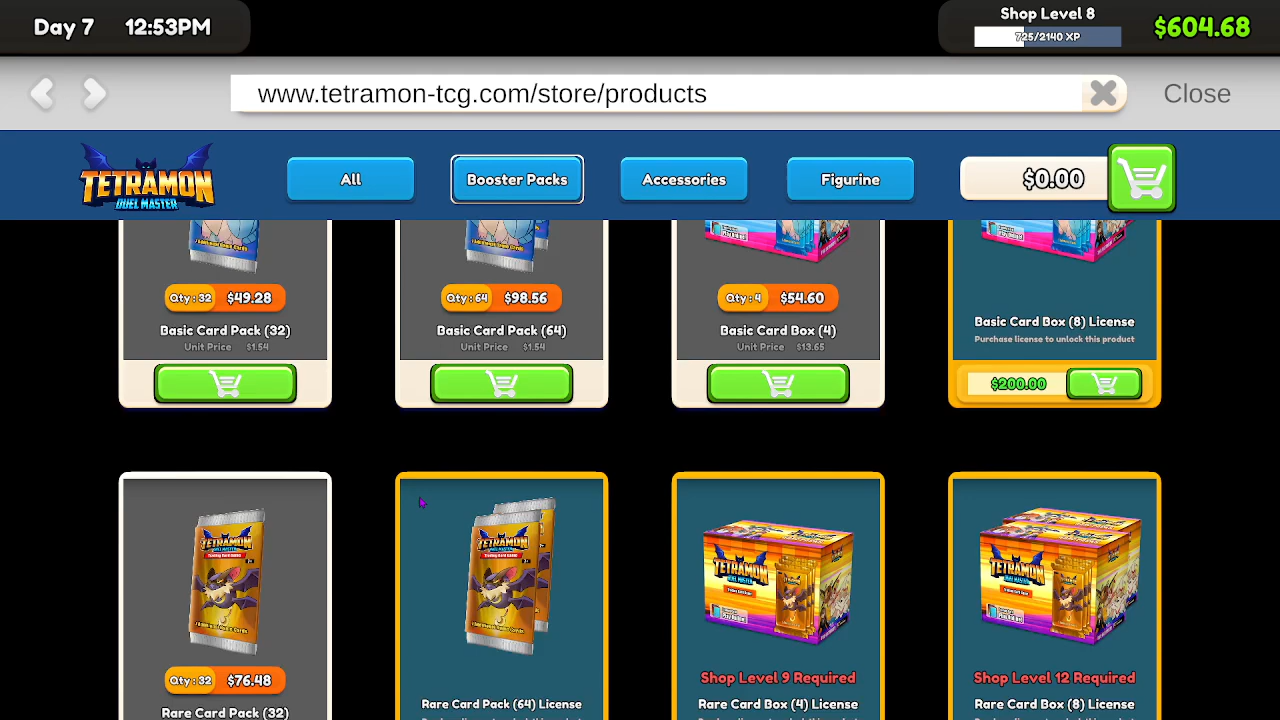 Day 7 12:53PM
Shop Level 8
725/2140 XP
$604.68
www.tetramon-tcg.com/store/products
Close
TETRAMON
DUEL MASTER
All
Booster Packs
Accessories
Figurine
$0.00
Qty : 32 $49.28
Basic Card Pack (32)
Unit Price $1.54
Qty : 64 $98.56
Basic Card Pack (64)
Unit Price $1.54
Qty : 4 $54.60
Basic Card Box (4)
Unit Price $13.65
Basic Card Box (8) License
Purchase license to unlock this product
$200.00
TETRAMON
Qty : 32 $76.48
Rare Card Pack (32)
TETRAMON
Rare Card Pack (64) License
TETRAMON
Shop Level 9 Required
Rare Card Box (4) License
TETRAMON
Shop Level 12 Required
Rare Card Box (8) License